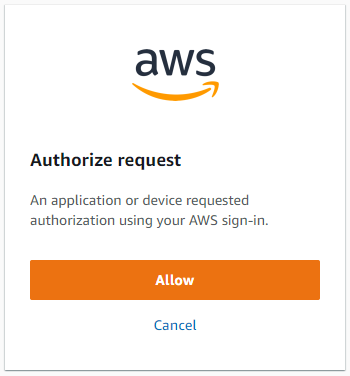 aws
Authorize request
An application or device requested
authorization using your AWS sign-in.
Allow
Cancel